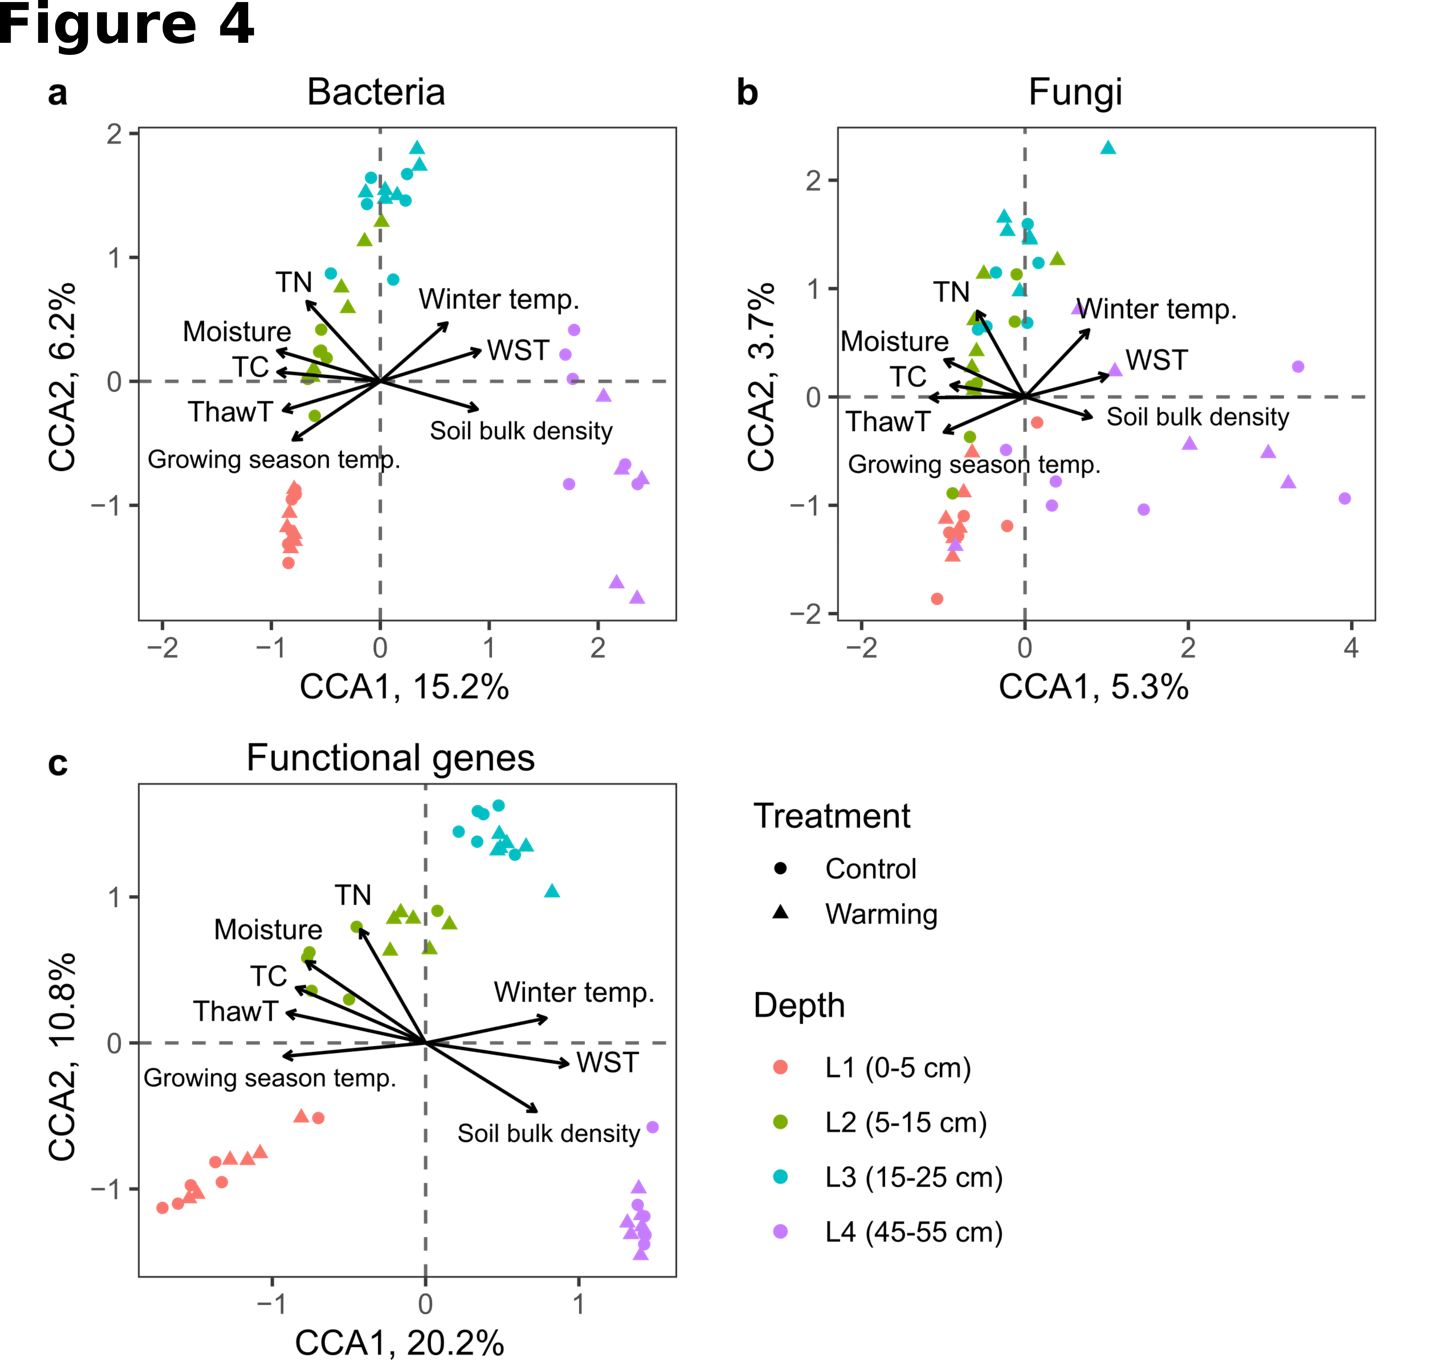 Figure 4
a
Bacteria
2
1
0
−1
−2
−1
0
1
2
CCA2, 6.2%
CCA1, 15.2%
TN
Moisture
TC
ThawT
Growing season temp.
Winter temp.
WST
Soil bulk density
b
Fungi
2
1
0
−1
−2
−2
0
2
4
CCA2, 3.7%
CCA1, 5.3%
TN
Moisture
TC
ThawT
Growing season temp.
Winter temp.
WST
Soil bulk density
c
Functional genes
1
0
−1
−1
0
1
CCA2, 10.8%
CCA1, 20.2%
TN
Moisture
TC
ThawT
Growing season temp.
Winter temp.
WST
Soil bulk density
Treatment
Control
Warming
Depth
L1 (0-5 cm)
L2 (5-15 cm)
L3 (15-25 cm)
L4 (45-55 cm)